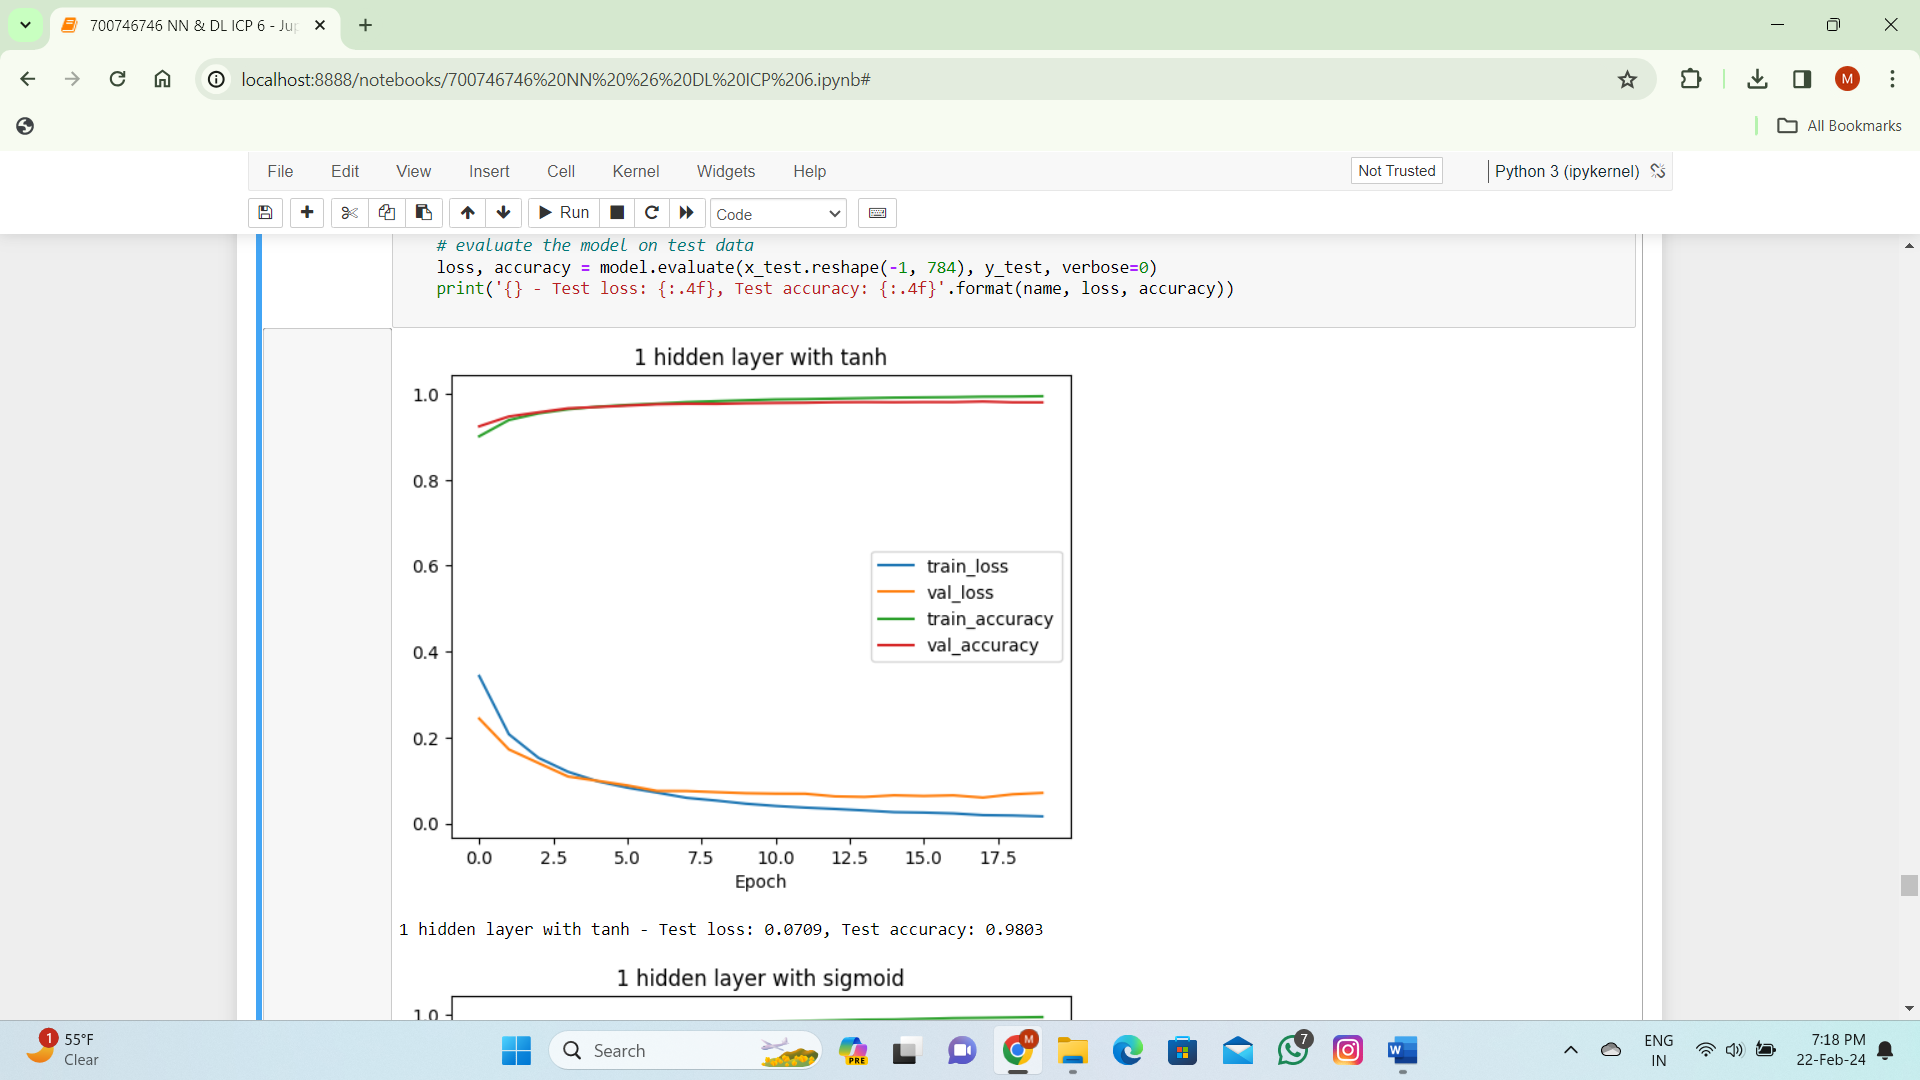 700746746 NN & DL ICP 6 - Jup
localhost:8888/notebooks/700746746%20NN%20%26%20DL%20ICP%206.ipynb#
M
All Bookmarks
File Edit View Insert Cell Kernel Widgets Help
Not Trusted
Python 3 (ipykernel)
Run
Code
# evaluate the model on test data
loss, accuracy = model.evaluate(x_test.reshape(-1, 784), y_test, verbose=0)
print('{} - Test loss: {:.4f}, Test accuracy: {:.4f}'.format(name, loss, accuracy))
1 hidden layer with tanh
1.0
0.8
0.6
0.4
0.2
0.0
train_loss
val_loss
train_accuracy
val_accuracy
0.0 2.5 5.0 7.5 10.0 12.5 15.0 17.5
Epoch
1 hidden layer with tanh - Test loss: 0.0709, Test accuracy: 0.9803
1 hidden layer with sigmoid
1.0
1
55°F
Clear
Search
PRE
M
7
W
ENG
IN
7:18 PM
22-Feb-24